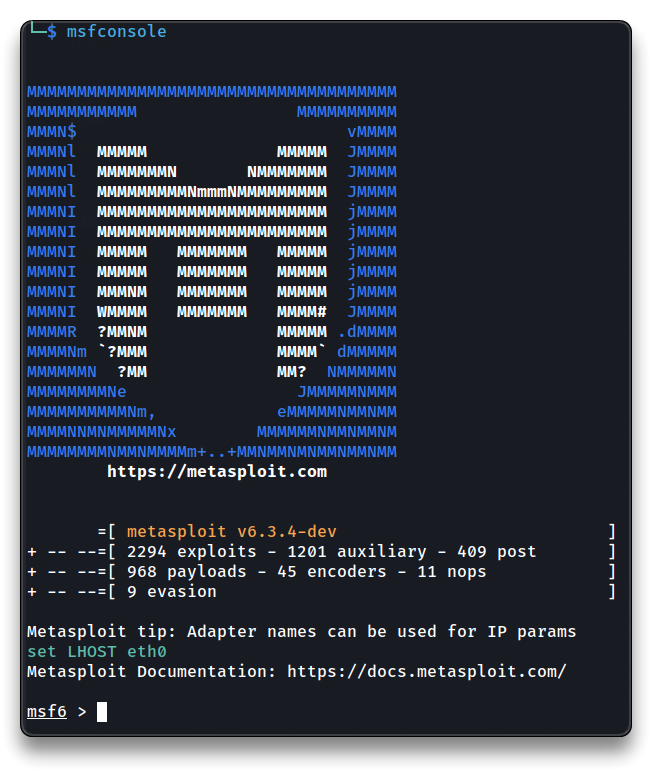 └─$ msfconsole
MMMMMMMMMMMMMMMMMMMMMMMMMMMMMMMMMMMMM
MMMMMMMMMMM                MMMMMMMMMM
MMMN$                           vMMMM
MMMNl  MMMMM             MMMMM  JMMMM
MMMNl  MMMMMMMN       NMMMMMMM  JMMMM
MMMNl  MMMMMMMMMNmmmNMMMMMMMMM  JMMMM
MMMNI  MMMMMMMMMMMMMMMMMMMMMMM  jMMMM
MMMNI  MMMMMMMMMMMMMMMMMMMMMMM  jMMMM
MMMNI  MMMMM   MMMMMMM   MMMMM  jMMMM
MMMNI  MMMMM   MMMMMMM   MMMMM  jMMMM
MMMNI  MMMNM   MMMMMMM   MMMMM  jMMMM
MMMNI  WMMMM   MMMMMMM   MMMM#  JMMMM
MMMMR  ?MMNM             MMMMM .dMMMM
MMMMNm `?MMM             MMMM` dMMMMM
MMMMMMN  ?MM             MM?  NMMMMMN
MMMMMMMMNe                 JMMMMMNMMM
MMMMMMMMMMNm,            eMMMMMNMMNMM
MMMMNNMNMMMMMNx        MMMMMMNMMNMMNM
MMMMMMMMNMMNMMMMm+..+MMNMMNMNMMNMMNMM
https://metasploit.com
=[ metasploit v6.3.4-dev ]
+ -- --=[ 2294 exploits - 1201 auxiliary - 409 post ]
+ -- --=[ 968 payloads - 45 encoders - 11 nops ]
+ -- --=[ 9 evasion ]
Metasploit tip: Adapter names can be used for IP params
set LHOST eth0
Metasploit Documentation: https://docs.metasploit.com/
msf6 >